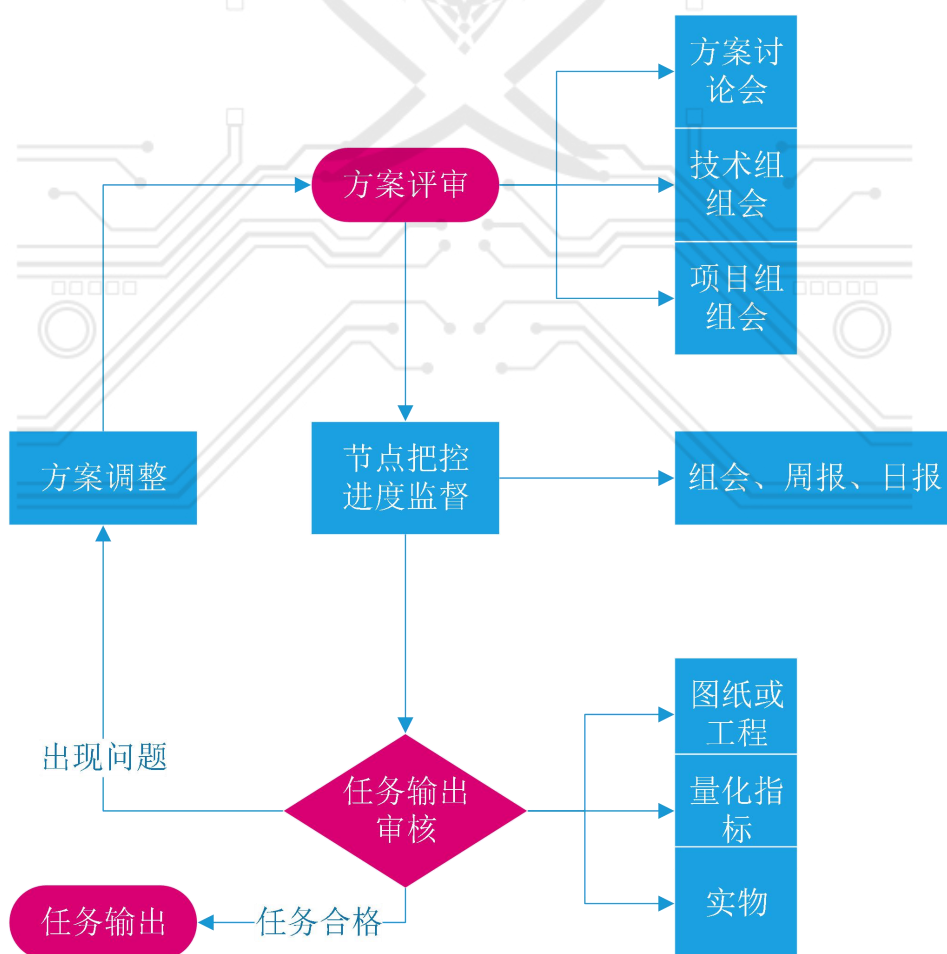 方案讨
论会
方案评审
技术组
组会
项目组
组会
方案调整
节点把控
进度监督
组会、周报、日报
出现问题
任务输出
审核
图纸或
工程
量化指
标
实物
任务输出
任务合格